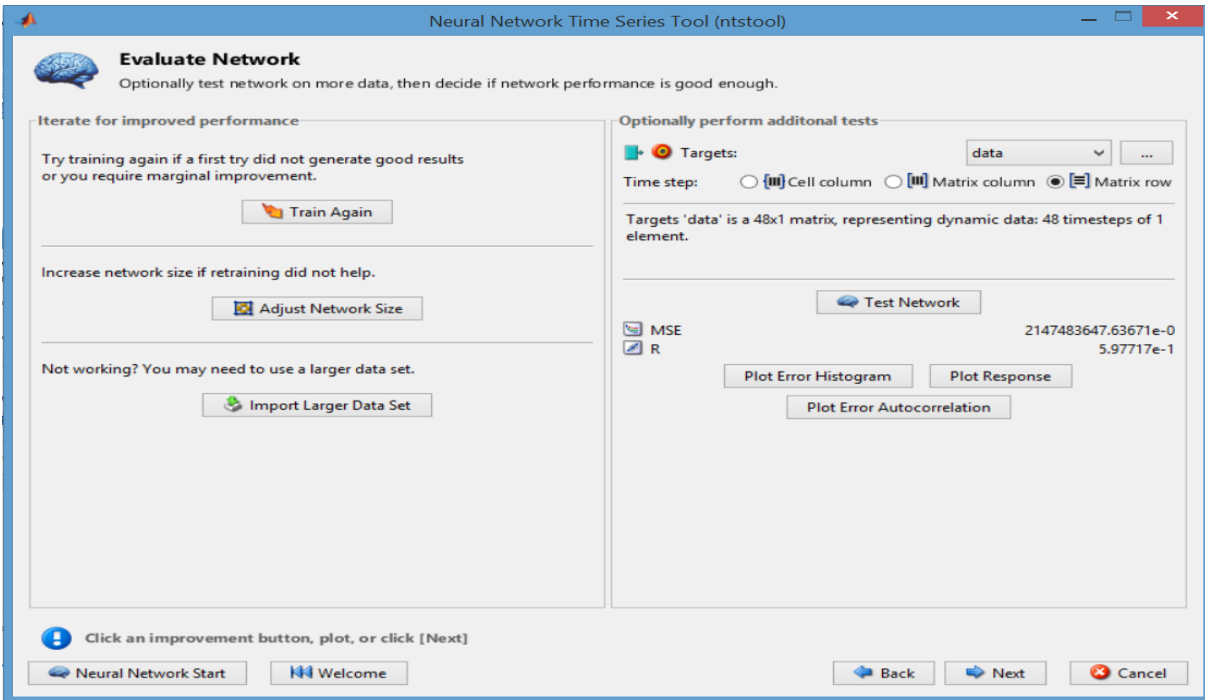 Neural Network Time Series Tool (ntstool)
Evaluate Network
Optionally test network on more data, then decide if network performance is good enough.
Iterate for improved performance
Try training again if a first try did not generate good results
or you require marginal improvement.
Train Again
Increase network size if retraining did not help.
Adjust Network Size
Not working? You may need to use a larger data set.
Import Larger Data Set
Optionally perform additonal tests
Targets: data ...
Time step: Cell column Matrix column Matrix row
Targets 'data' is a 48x1 matrix, representing dynamic data: 48 timesteps of 1
element.
Test Network
MSE 2147483647.63671e-0
R 5.97717e-1
Plot Error Histogram Plot Response
Plot Error Autocorrelation
Click an improvement button, plot, or click [Next]
Neural Network Start Welcome Back Next Cancel